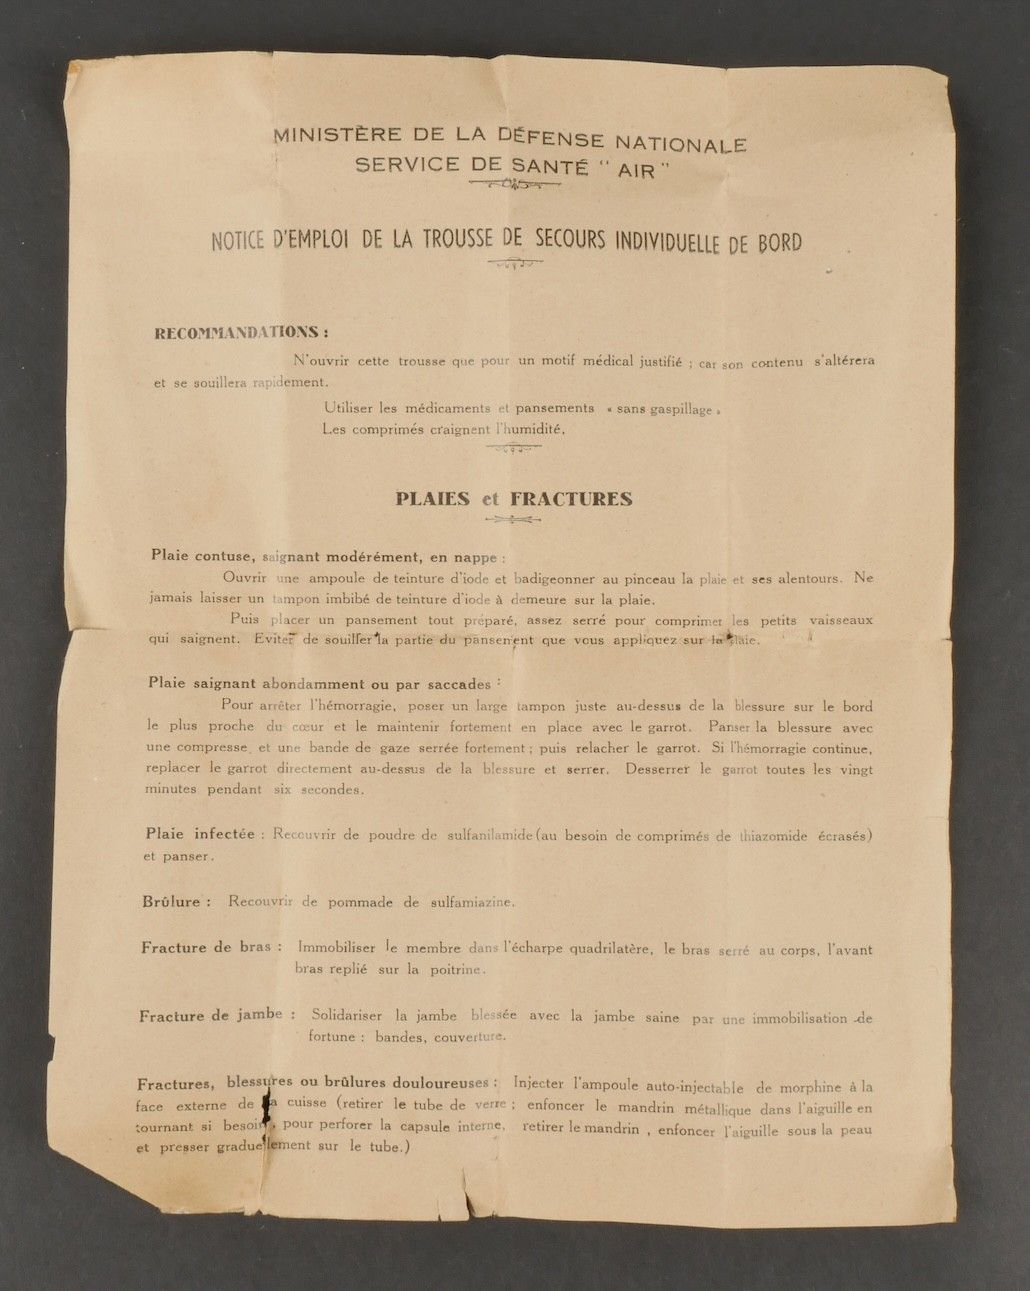 MINISTÈRE DE LA DÉFENSE NATIONALE
SERVICE DE SANTÉ " AIR "
NOTICE D'EMPLOI DE LA TROUSSE DE SECOURS INDIVIDUELLE DE BORD
RECOMMANDATIONS :
N'ouvrir cette trousse que pour un motif médical justifié ; car son contenu s'altérera
et se souillera rapidement.
Utiliser les médicaments et pansements « sans gaspillage »
Les comprimés craignent l'humidité.
PLAIES et FRACTURES
Plaie contuse, saignant modérément, en nappe :
Ouvrir une ampoule de teinture d'iode et badigeonner au pinceau la plaie et ses alentours. Ne
jamais laisser un tampon imbibé de teinture d'iode à demeure sur la plaie.
Puis placer un pansement tout préparé, assez serré pour comprimer les petits vaisseaux
qui saignent. Eviter de souiller la partie du pansement que vous appliquez sur la plaie.
Plaie saignant abondamment ou par saccades :
Pour arrêter l'hémorragie, poser un large tampon juste au-dessus de la blessure sur le bord
le plus proche du cœur et le maintenir fortement en place avec le garrot. Panser la blessure avec
une compresse et une bande de gaze serrée fortement ; puis relacher le garrot. Si l'hémorragie continue,
replacer le garrot directement au-dessus de la blessure et serrer. Desserrer le garrot toutes les vingt
minutes pendant six secondes.
Plaie infectée : Recouvrir de poudre de sulfanilamide (au besoin de comprimés de thiazomide écrasés)
et panser.
Brûlure : Recouvrir de pommade de sulfamiazine.
Fracture de bras : Immobiliser le membre dans l'écharpe quadrilatère, le bras serré au corps, l'avant
bras replié sur la poitrine.
Fracture de jambe : Solidariser la jambe blessée avec la jambe saine par une immobilisation de
fortune : bandes, couverture.
Fractures, blessures ou brûlures douloureuses : Injecter l'ampoule auto-injectable de morphine à la
face externe de la cuisse (retirer le tube de verre ; enfoncer le mandrin métallique dans l'aiguille en
tournant si besoin, pour perforer la capsule interne, retirer le mandrin, enfoncer l'aiguille sous la peau
et presser graduellement sur le tube.)